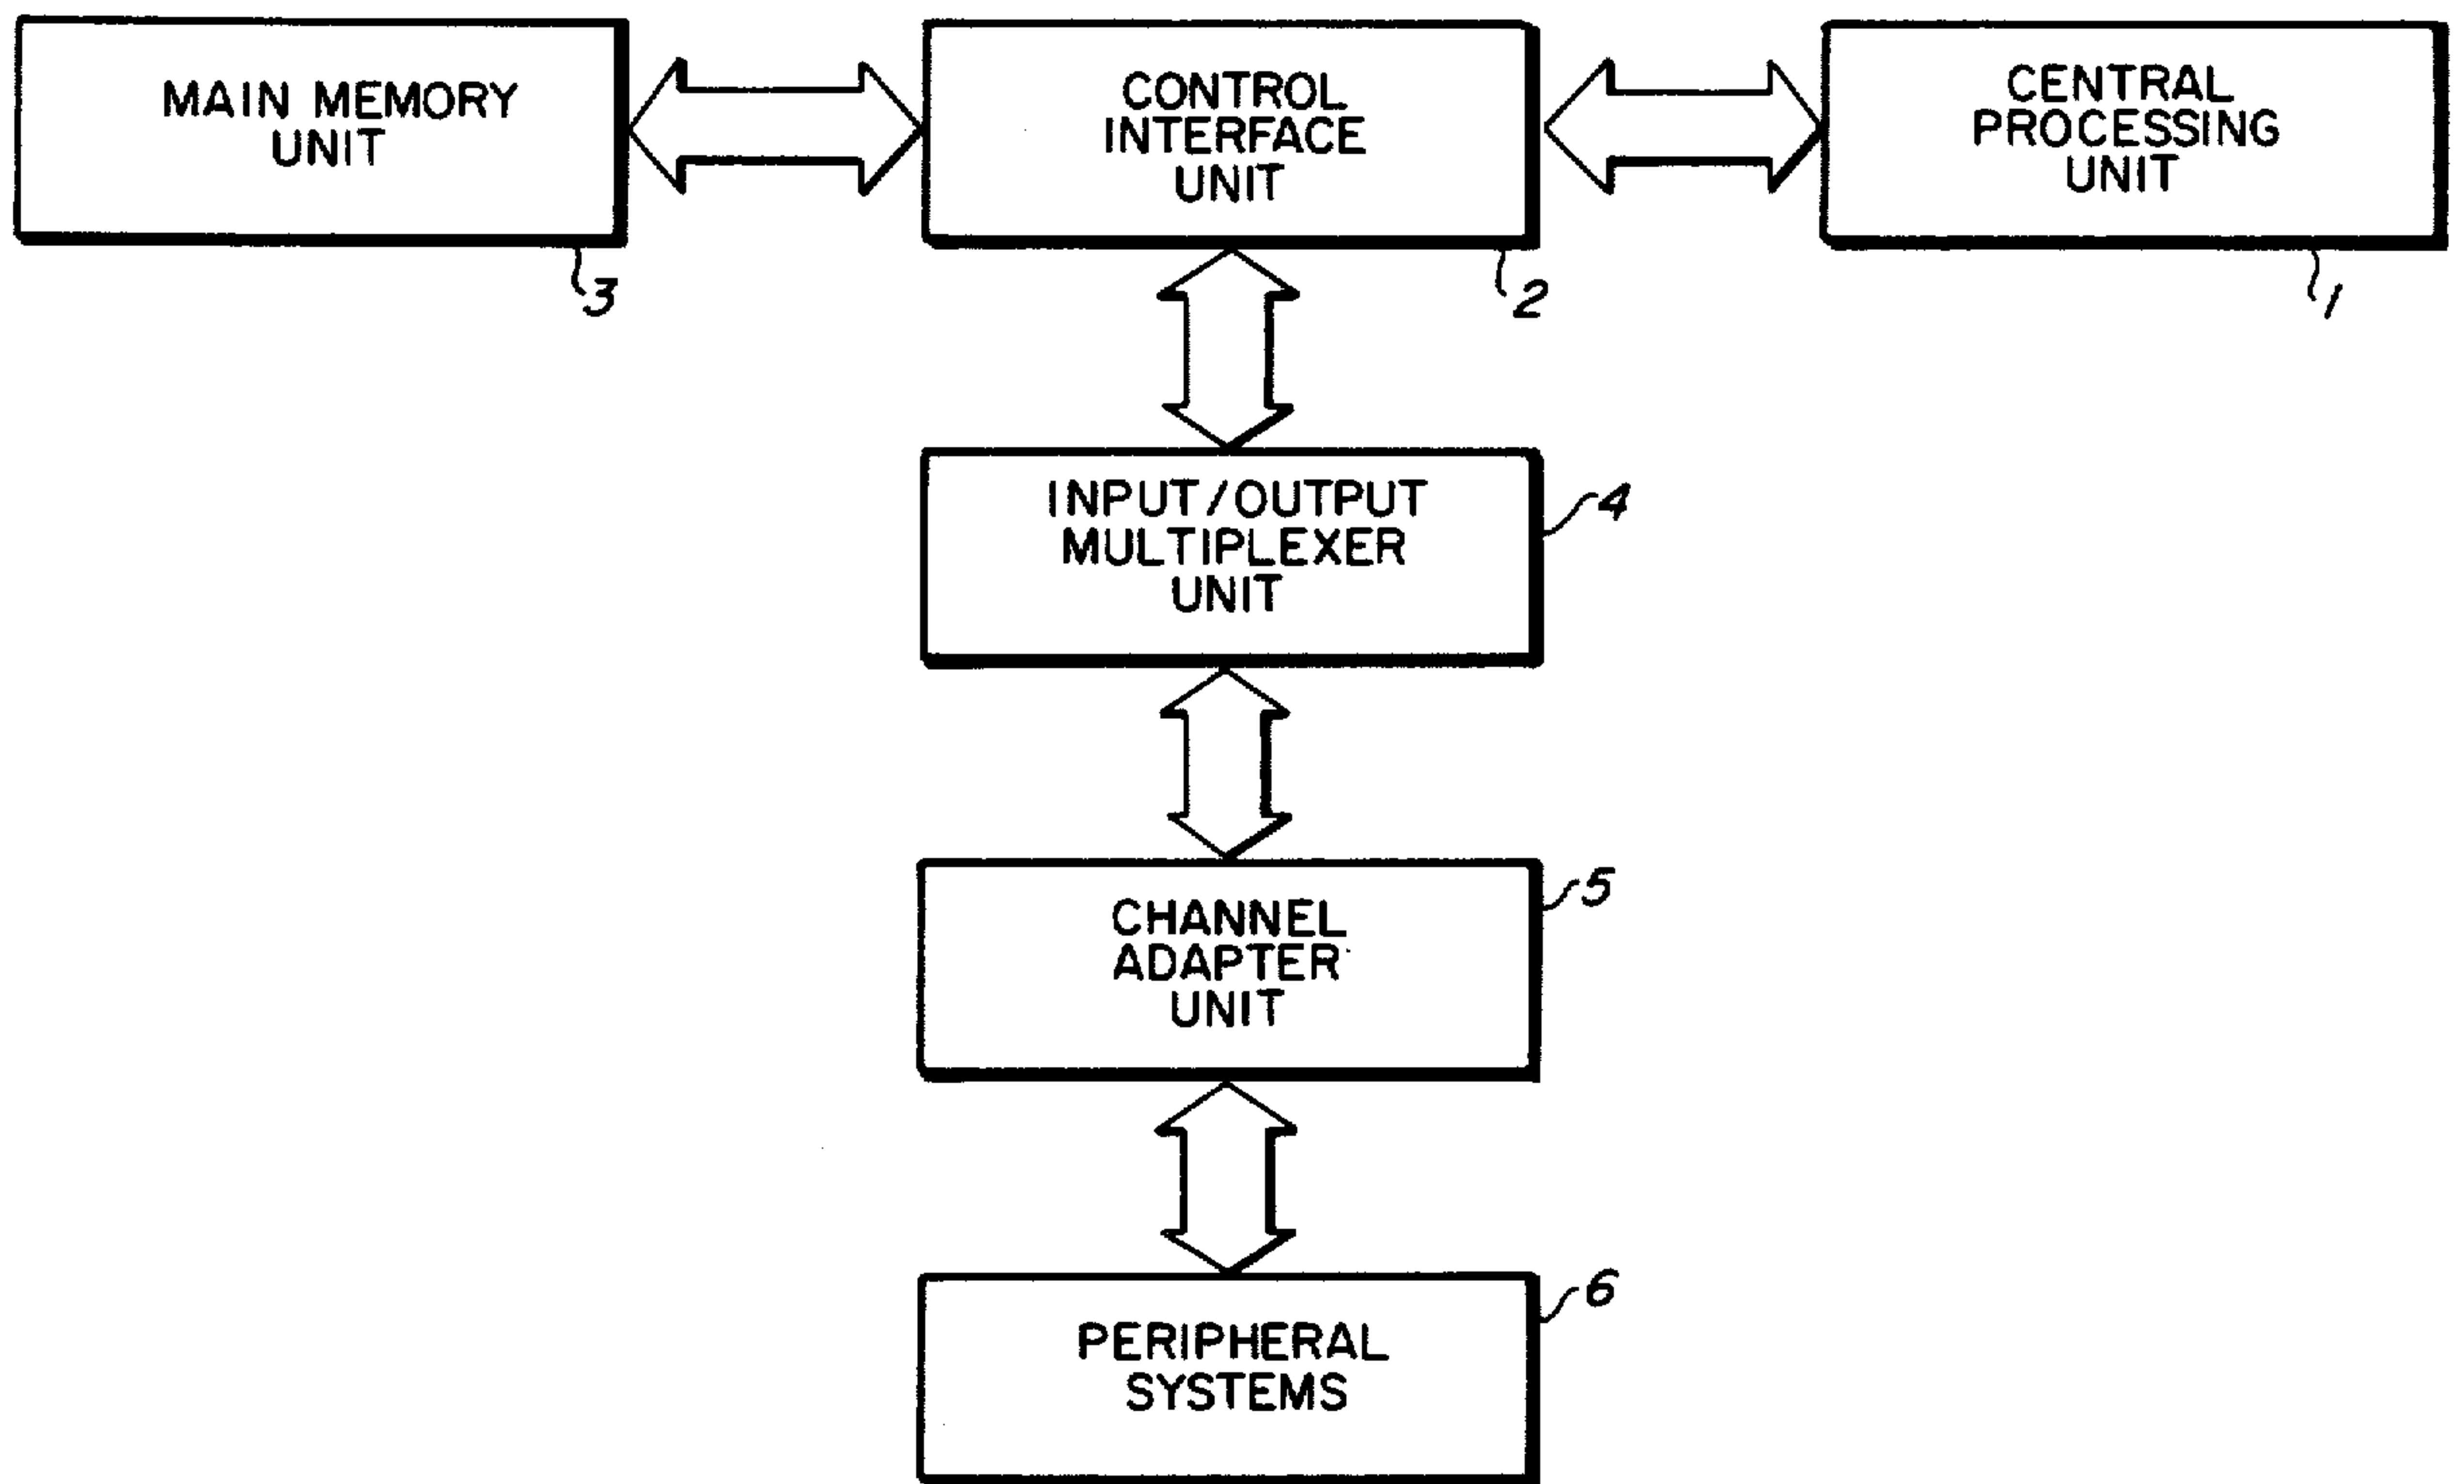 MAIN MEMORY
UNIT
3
CONTROL
INTERFACE
UNIT
2
CENTRAL
PROCESSING
UNIT
1
INPUT/OUTPUT
MULTIPLEXER
UNIT
4
CHANNEL
ADAPTER
UNIT
5
PERIPHERAL
SYSTEMS
6